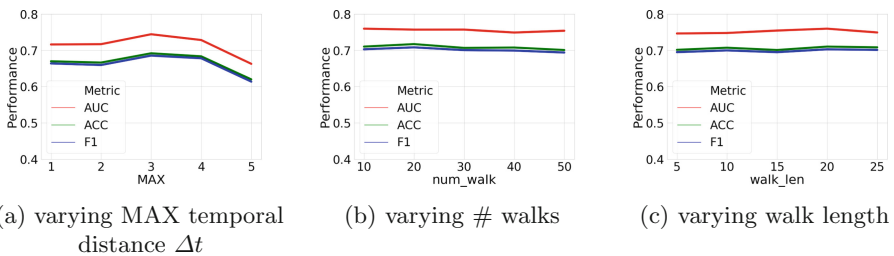 0.8
0.7
0.6
0.5
0.4
Performance
Metric
AUC
ACC
F1
1 2 3 4 5
MAX
0.8
0.7
0.6
0.5
0.4
Performance
Metric
AUC
ACC
F1
10 20 30 40 50
num_walk
0.8
0.7
0.6
0.5
0.4
Performance
Metric
AUC
ACC
F1
5 10 15 20 25
walk_len
a) varying MAX temporal
distance Δt
(b) varying # walks
(c) varying walk length